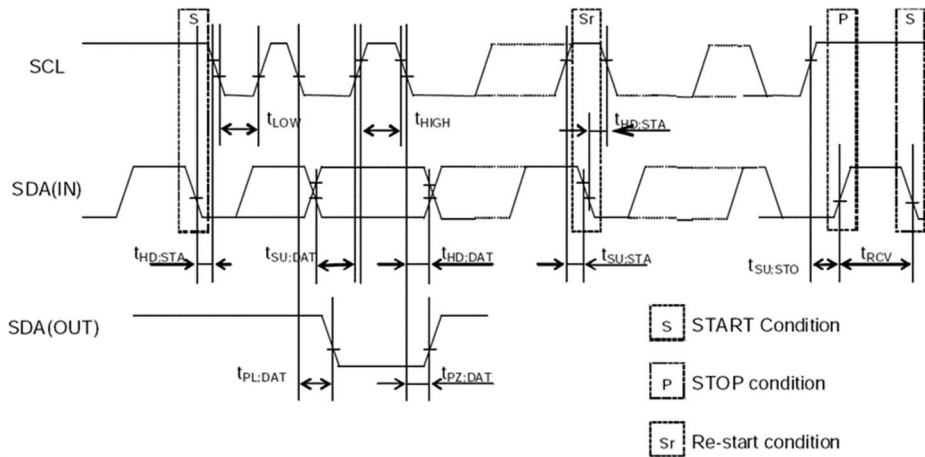 S
Sr
P
S
SCL
tLOW
tHIGH
tHD;STA
SDA(IN)
tHD;STA
tSU;DAT
tHD;DAT
tSU;STA
tSU;STO
tRCV
SDA(OUT)
tPL;DAT
tPZ;DAT
S START Condition
P STOP condition
Sr Re-start condition